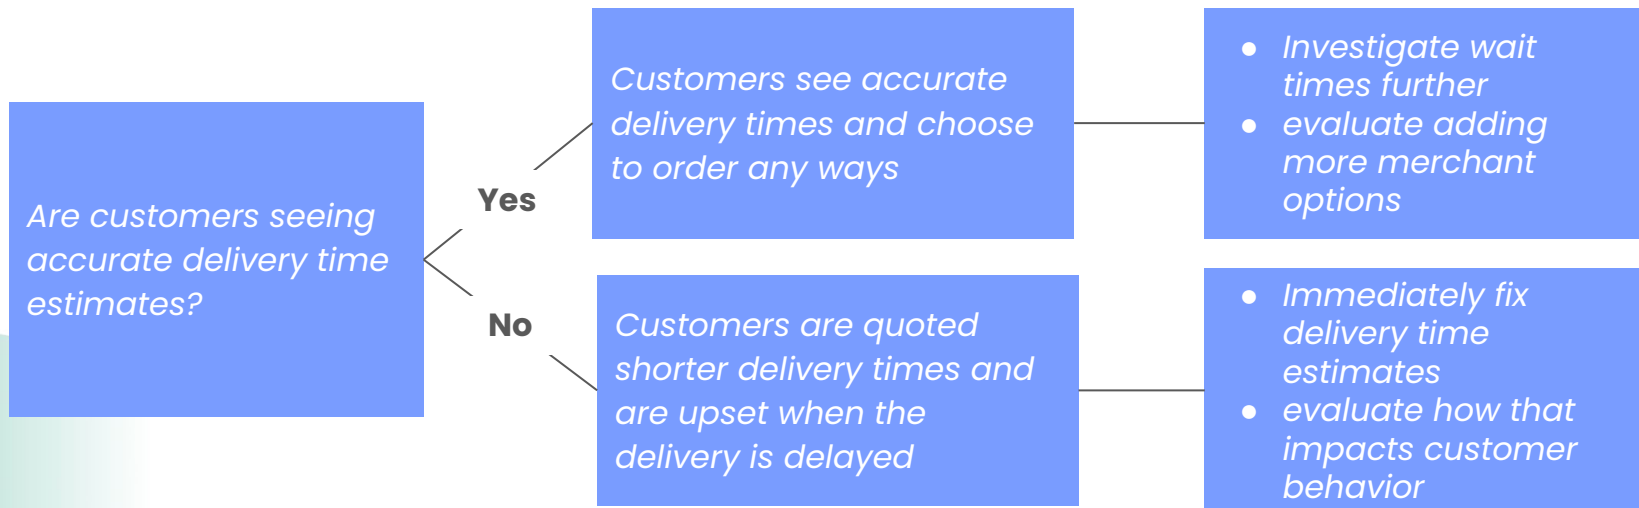 Are customers seeing
accurate delivery time
estimates?
Yes
Customers see accurate
delivery times and choose
to order any ways
● Investigate wait
times further
● evaluate adding
more merchant
options
No
Customers are quoted
shorter delivery times and
are upset when the
delivery is delayed
● Immediately fix
delivery time
estimates
● evaluate how that
impacts customer
behavior